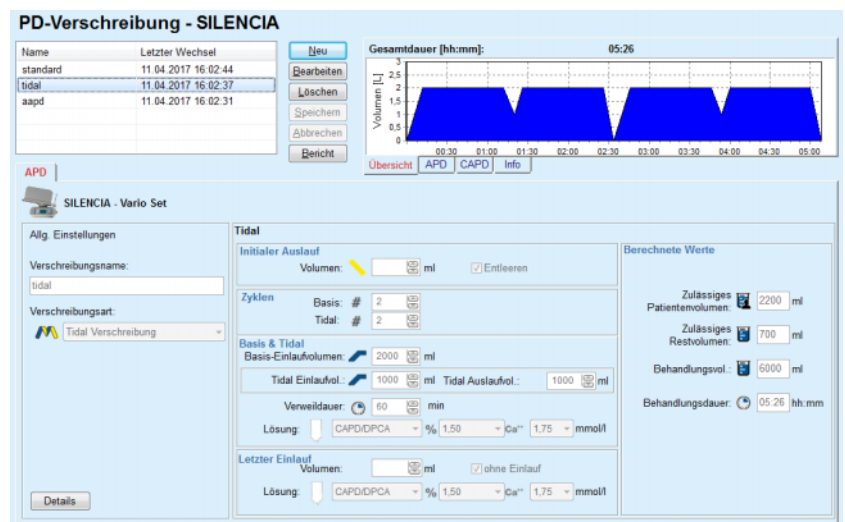 PD-Verschreibung - SILENCIA
Name Letzter Wechsel
standard 11.04.2017 16:02:44
tidal 11.04.2017 16:02:37
aapd 11.04.2017 16:02:31
Neu
Bearbeiten
Löschen
Speichern
Abbrechen
Bericht
Gesamtdauer [hh:mm]: 05:26
Volumen [L]
3
2,5
2
1,5
1
0,5
0
00:30 01:00 01:30 02:00 02:30 03:00 03:30 04:00 04:30 05:00
Übersicht APD CAPD Info
APD
SILENCIA - Vario Set
Allg. Einstellungen
Verschreibungsname:
tidal
Verschreibungsart:
Tidal Verschreibung
Details
Tidal
Initialer Auslauf
Volumen: ml Entleeren
Zyklen
Basis: # 2
Tidal: # 2
Basis & Tidal
Basis-Einlaufvolumen: 2000 ml
Tidal Einlaufvol.: 1000 ml Tidal Auslaufvol.: 1000 ml
Verweildauer: 60 min
Lösung: CAPD/DPCA % 1,50 Ca⁺⁺ 1,75 mmol/l
Letzter Einlauf
Volumen: ml ohne Einlauf
Lösung: CAPD/DPCA % 1,50 Ca⁺⁺ 1,75 mmol/l
Berechnete Werte
Zulässiges
Patientenvolumen: 2200 ml
Zulässiges
Restvolumen: 700 ml
Behandlungsvol.: 6000 ml
Behandlungsdauer: 05:26 hh:mm